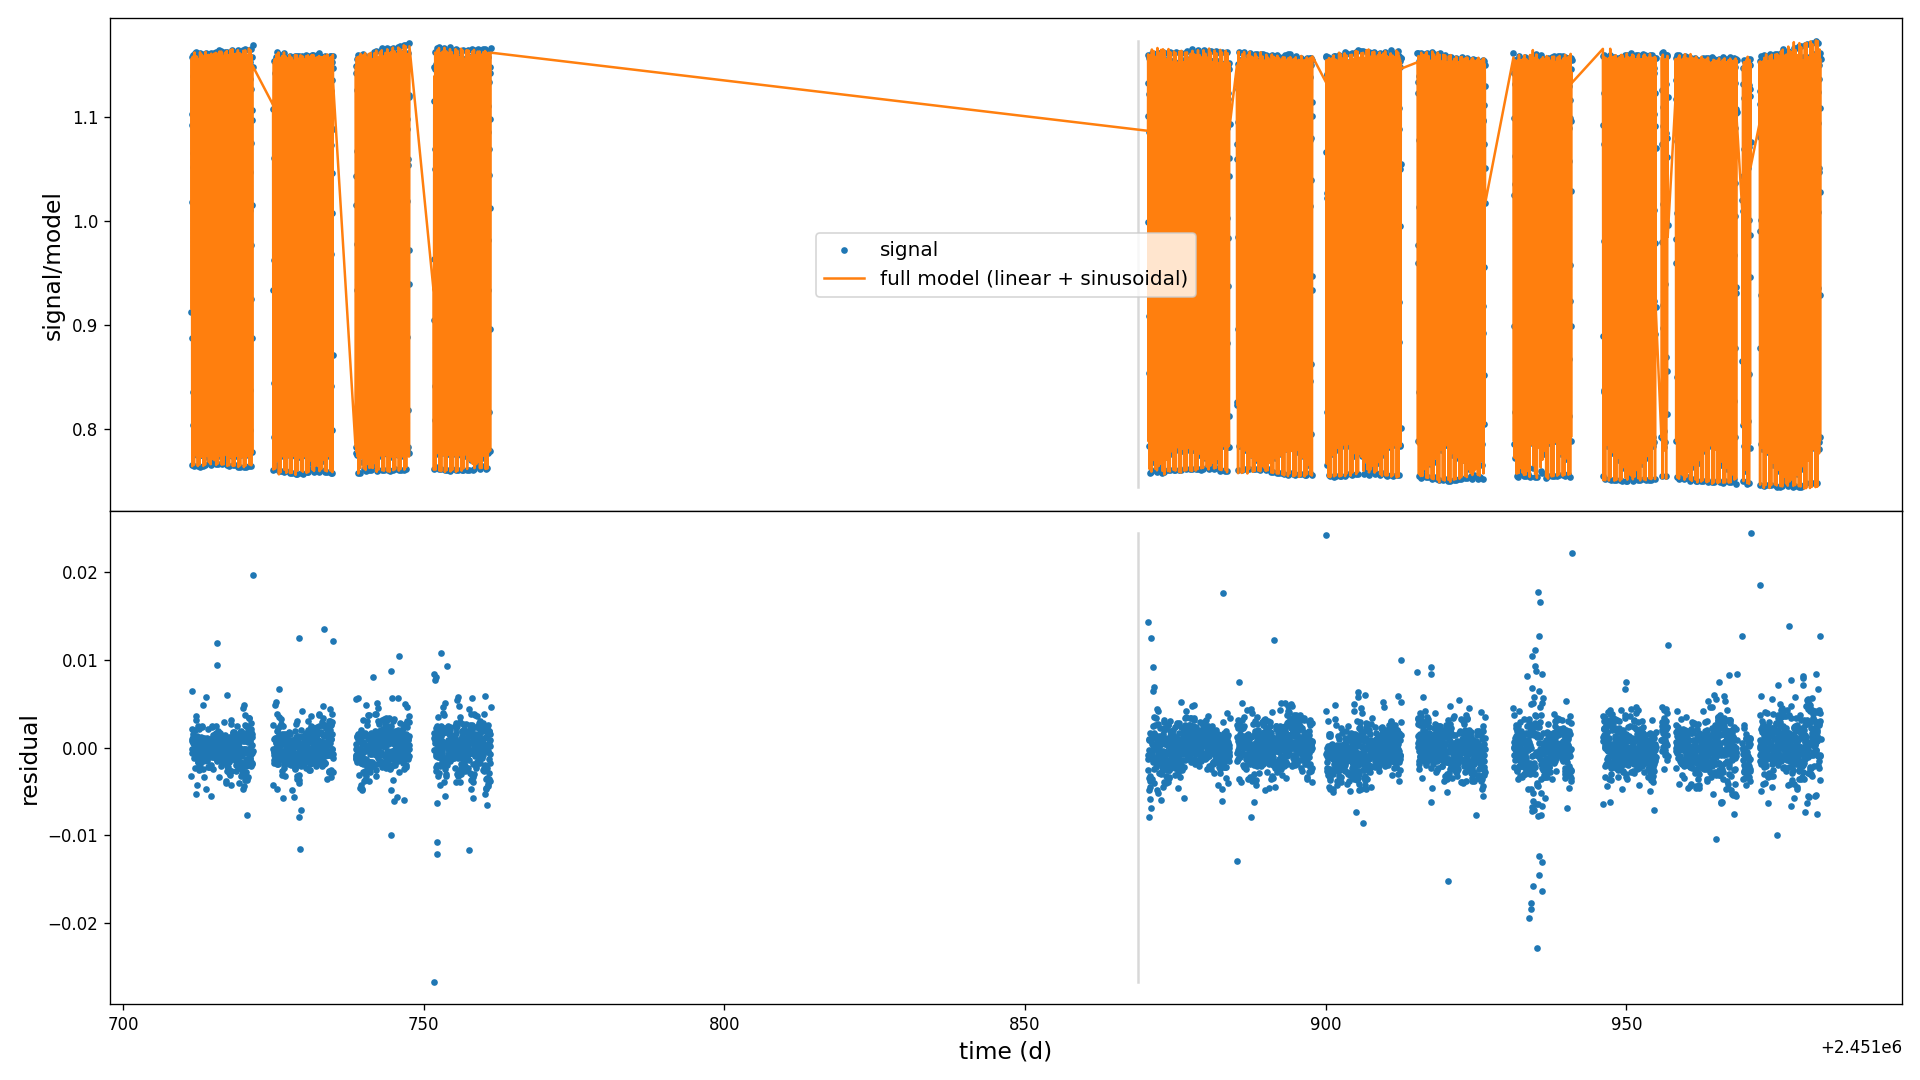 signal/model
1.1
1.0
0.9
0.8
signal
full model (linear + sinusoidal)
residual
0.02
0.01
0.00
−0.01
−0.02
700
750
800
850
900
950
time (d)
+2.451e6